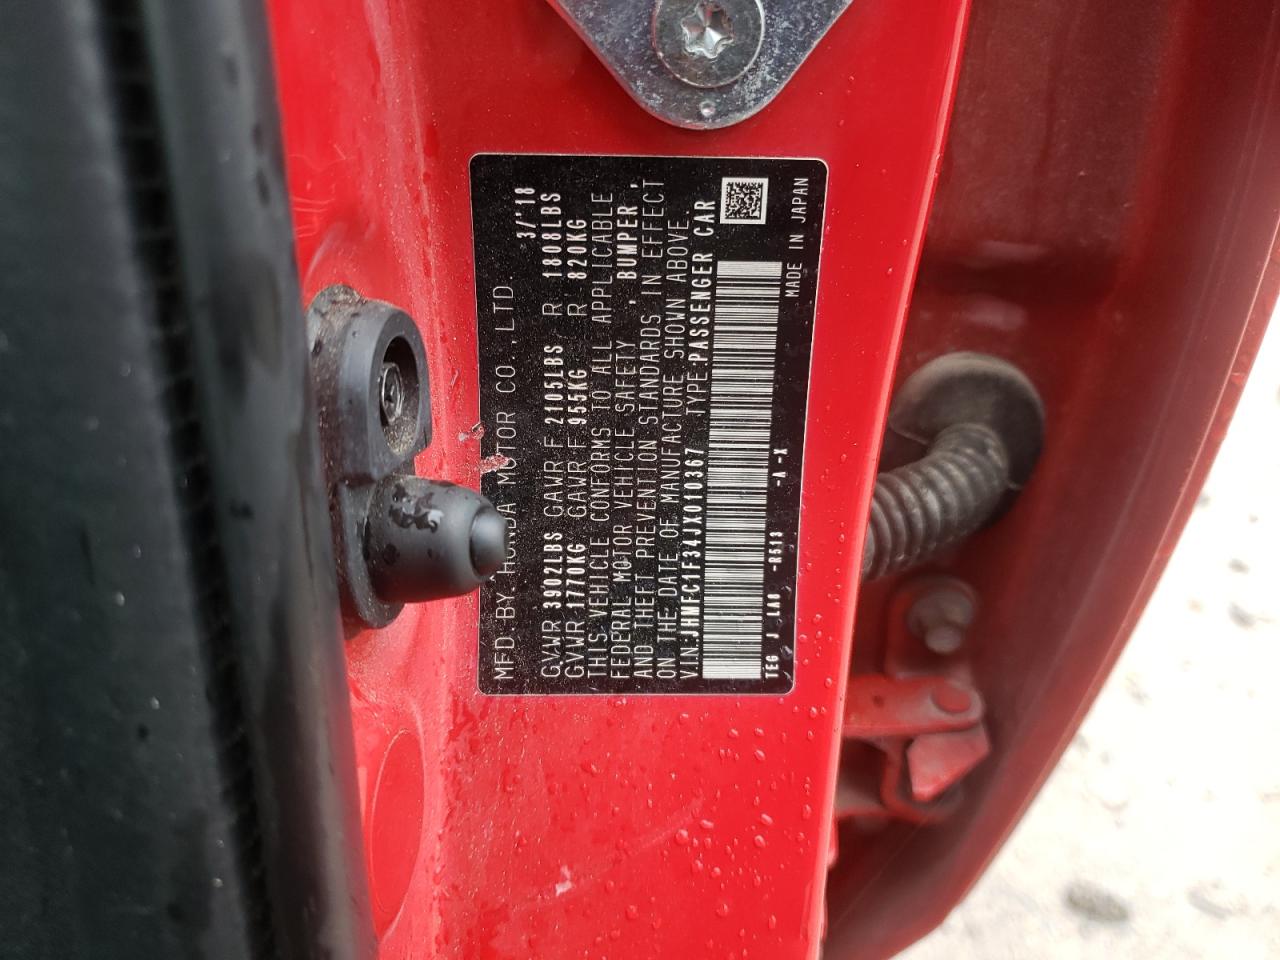 MFD. BY HONDA MOTOR CO., LTD. 3/'18
GVWR 3902LBS GAWR F 2105LBS R 1808LBS
GVWR 1770KG GAWR F 955KG R 820KG
THIS VEHICLE CONFORMS TO ALL APPLICABLE
FEDERAL MOTOR VEHICLE SAFETY , BUMPER ,
AND THEFT PREVENTION STANDARDS IN EFFECT
ON THE DATE OF MANUFACTURE SHOWN ABOVE.
V.I.N:JHMFC1F34JX010367 TYPE:PASSENGER CAR
TEG J LA0 -R513 -A -X
MADE IN JAPAN